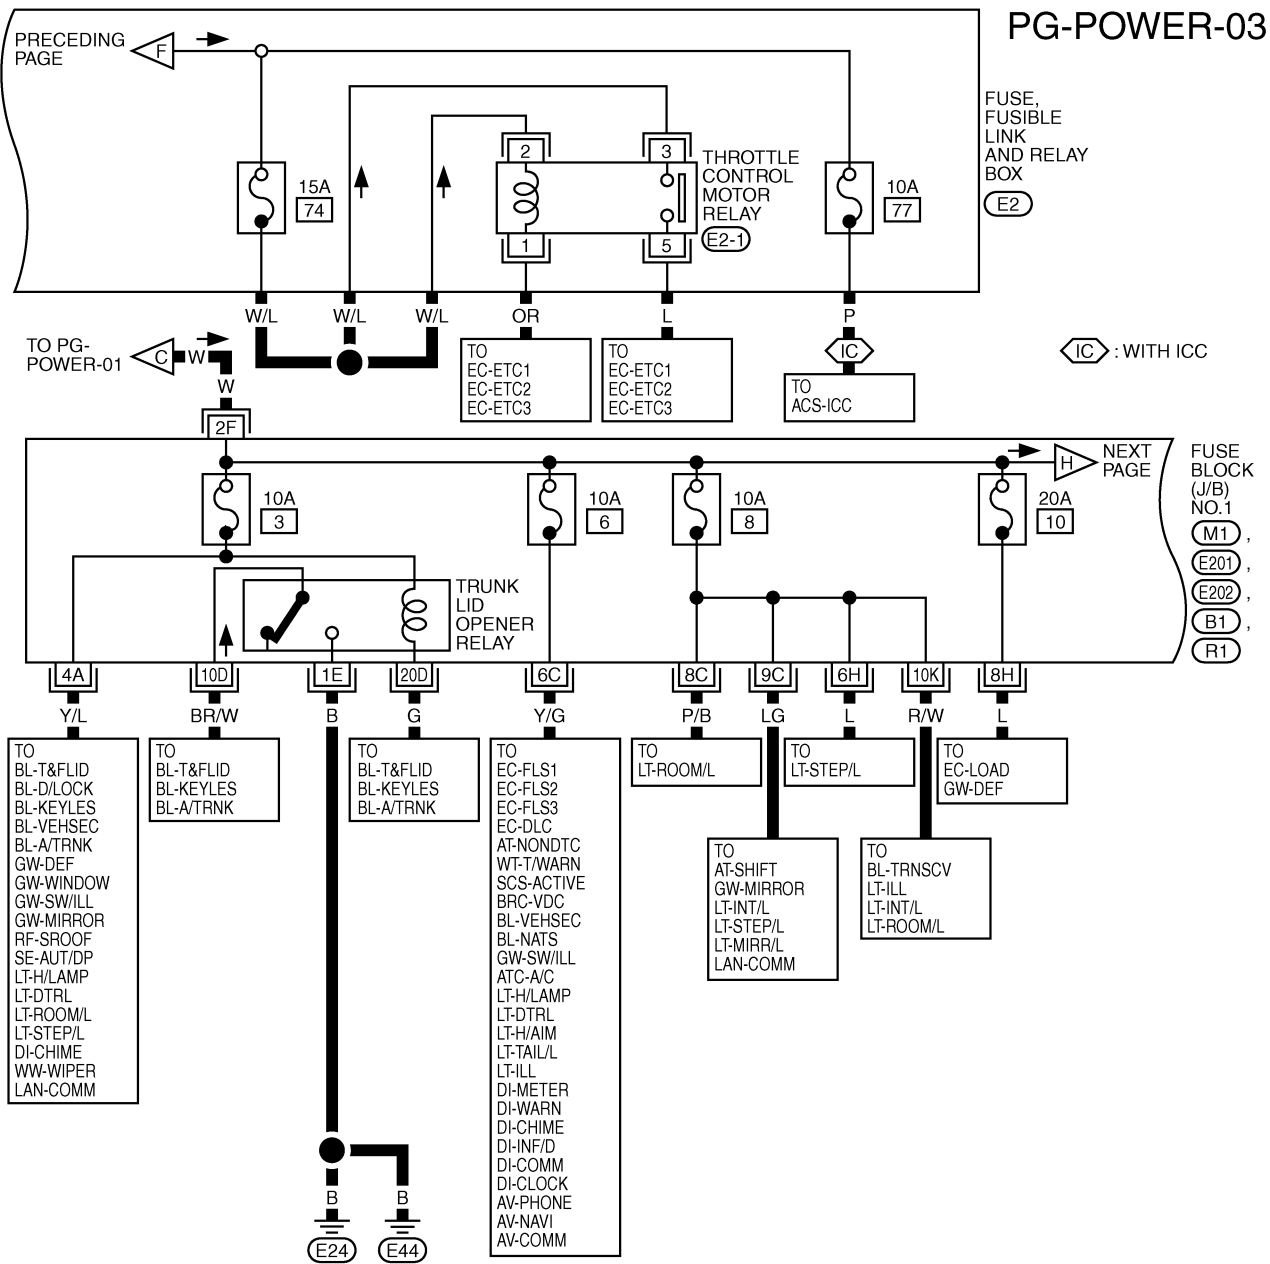 PG-POWER-03
PRECEDING
PAGE
F
15A
74
2
1
3
5
THROTTLE
CONTROL
MOTOR
RELAY
E2-1
10A
77
FUSE,
FUSIBLE
LINK
AND RELAY
BOX
E2
W/L
W/L
W/L
OR
L
P
TO PG-
POWER-01
C
W
W
2F
TO
EC-ETC1
EC-ETC2
EC-ETC3
TO
EC-ETC1
EC-ETC2
EC-ETC3
IC
TO
ACS-ICC
IC : WITH ICC
10A
3
10A
6
10A
8
20A
10
H
NEXT
PAGE
FUSE
BLOCK
(J/B)
NO.1
M1 ,
E201 ,
E202 ,
B1 ,
R1
TRUNK
LID
OPENER
RELAY
4A
10D
1E
20D
6C
8C
9C
6H
10K
8H
Y/L
BR/W
B
G
Y/G
P/B
LG
L
R/W
L
TO
BL-T&FLID
BL-D/LOCK
BL-KEYLES
BL-VEHSEC
BL-A/TRNK
GW-DEF
GW-WINDOW
GW-SW/ILL
GW-MIRROR
RF-SROOF
SE-AUT/DP
LT-H/LAMP
LT-DTRL
LT-ROOM/L
LT-STEP/L
DI-CHIME
WW-WIPER
LAN-COMM
TO
BL-T&FLID
BL-KEYLES
BL-A/TRNK
TO
BL-T&FLID
BL-KEYLES
BL-A/TRNK
TO
EC-FLS1
EC-FLS2
EC-FLS3
EC-DLC
AT-NONDTC
WT-T/WARN
SCS-ACTIVE
BRC-VDC
BL-VEHSEC
BL-NATS
GW-SW/ILL
ATC-A/C
LT-H/LAMP
LT-DTRL
LT-H/AIM
LT-TAIL/L
LT-ILL
DI-METER
DI-WARN
DI-CHIME
DI-INF/D
DI-COMM
DI-CLOCK
AV-PHONE
AV-NAVI
AV-COMM
TO
LT-ROOM/L
TO
AT-SHIFT
GW-MIRROR
LT-INT/L
LT-STEP/L
LT-MIRR/L
LAN-COMM
TO
LT-STEP/L
TO
BL-TRNSCV
LT-ILL
LT-INT/L
LT-ROOM/L
TO
EC-LOAD
GW-DEF
B
B
E24
E44